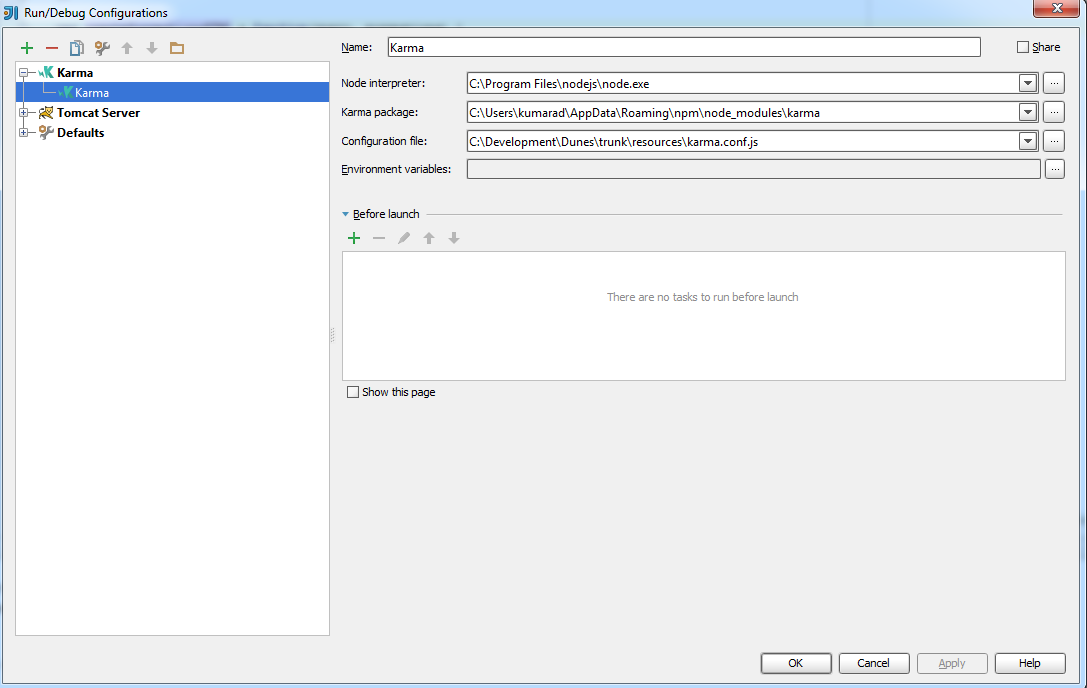 Run/Debug Configurations
Name: Karma Share
Karma
Karma
Tomcat Server
Defaults
Node interpreter: C:\Program Files\nodejs\node.exe
Karma package: C:\Users\kumarad\AppData\Roaming\npm\node_modules\karma
Configuration file: C:\Development\Dunes\trunk\resources\karma.conf.js
Environment variables:
Before launch
There are no tasks to run before launch
Show this page
OK Cancel Apply Help